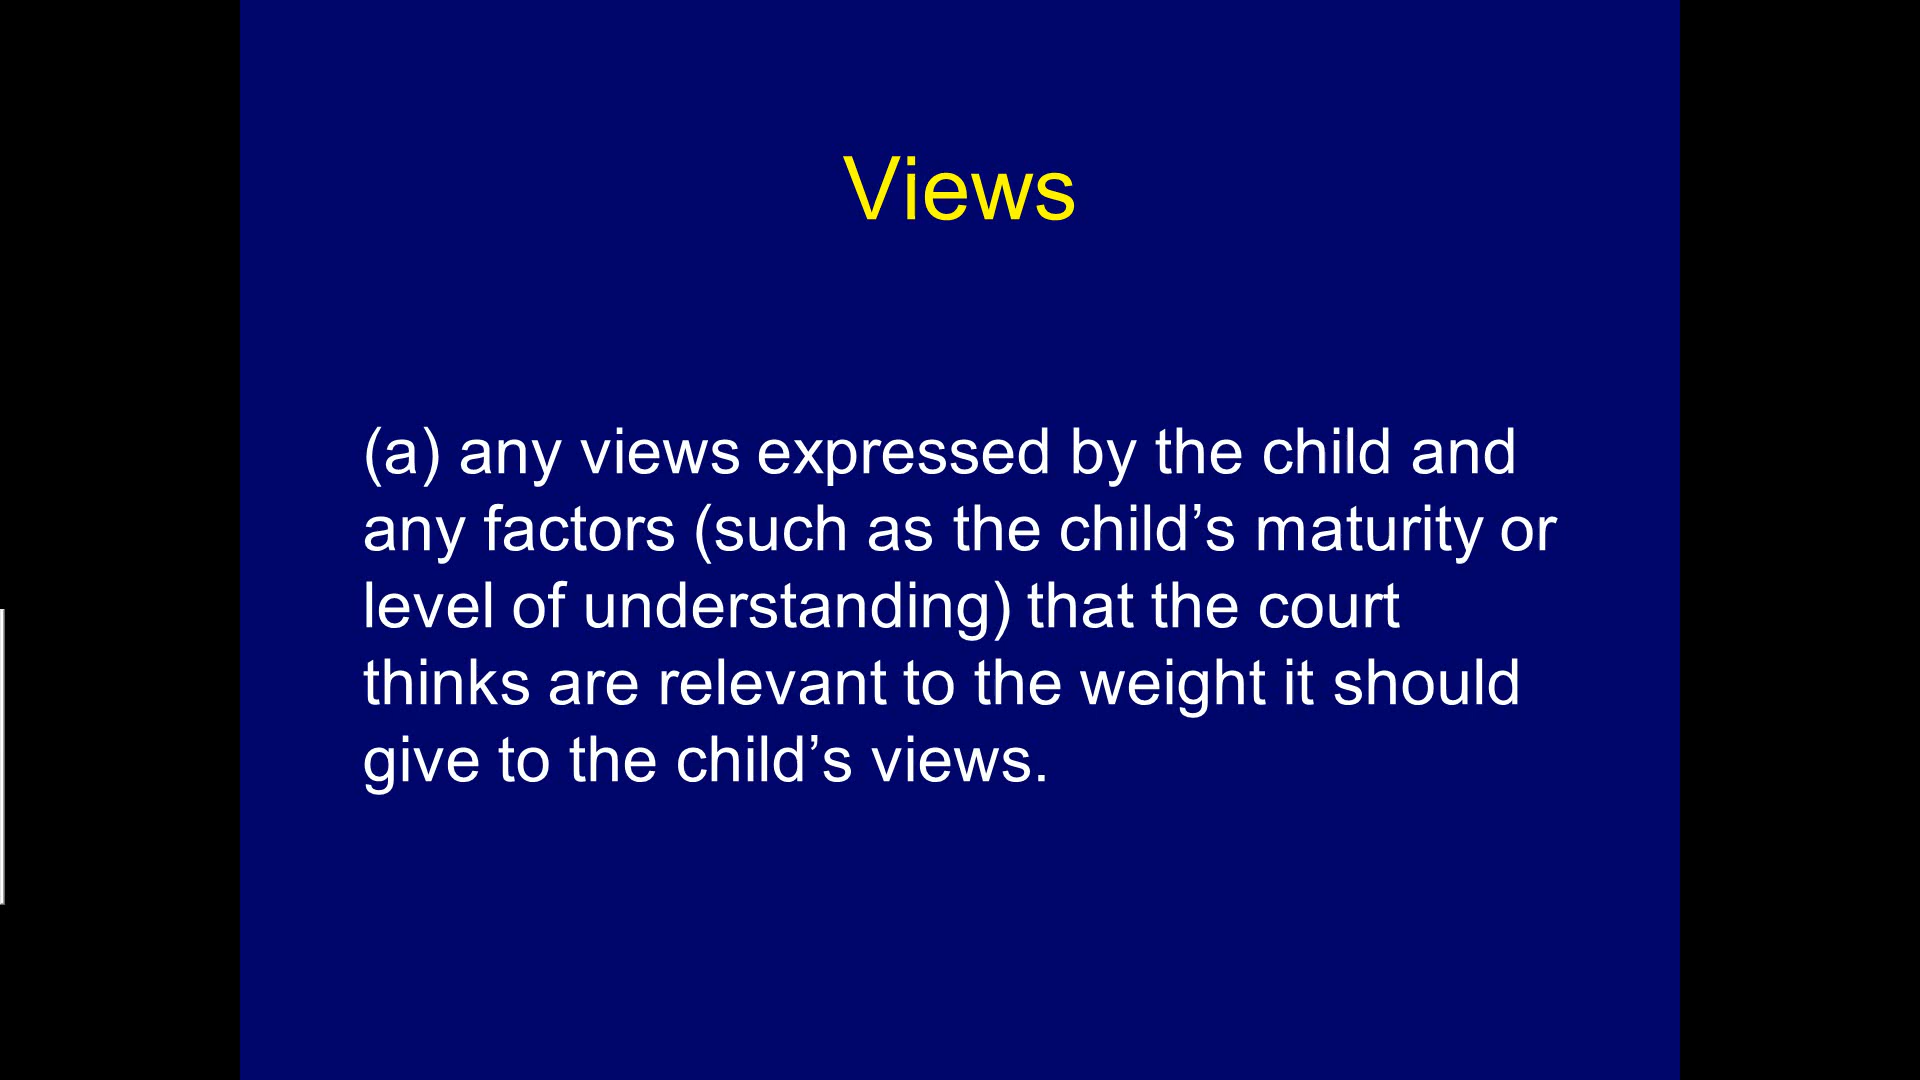 Views
(a) any views expressed by the child and
any factors (such as the child’s maturity or
level of understanding) that the court
thinks are relevant to the weight it should
give to the child’s views.